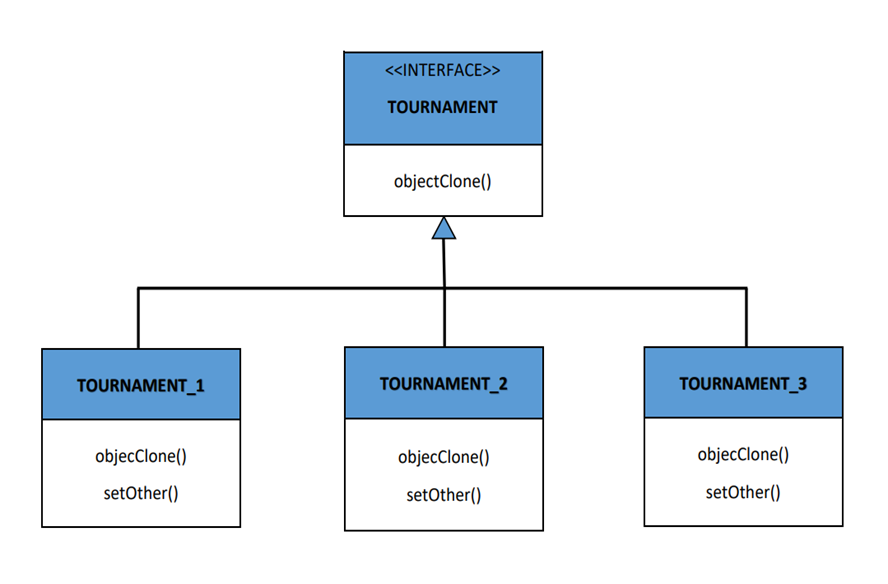 <<INTERFACE>>
TOURNAMENT
objectClone()
TOURNAMENT_1
objecClone()
setOther()
TOURNAMENT_2
objecClone()
setOther()
TOURNAMENT_3
objecClone()
setOther()